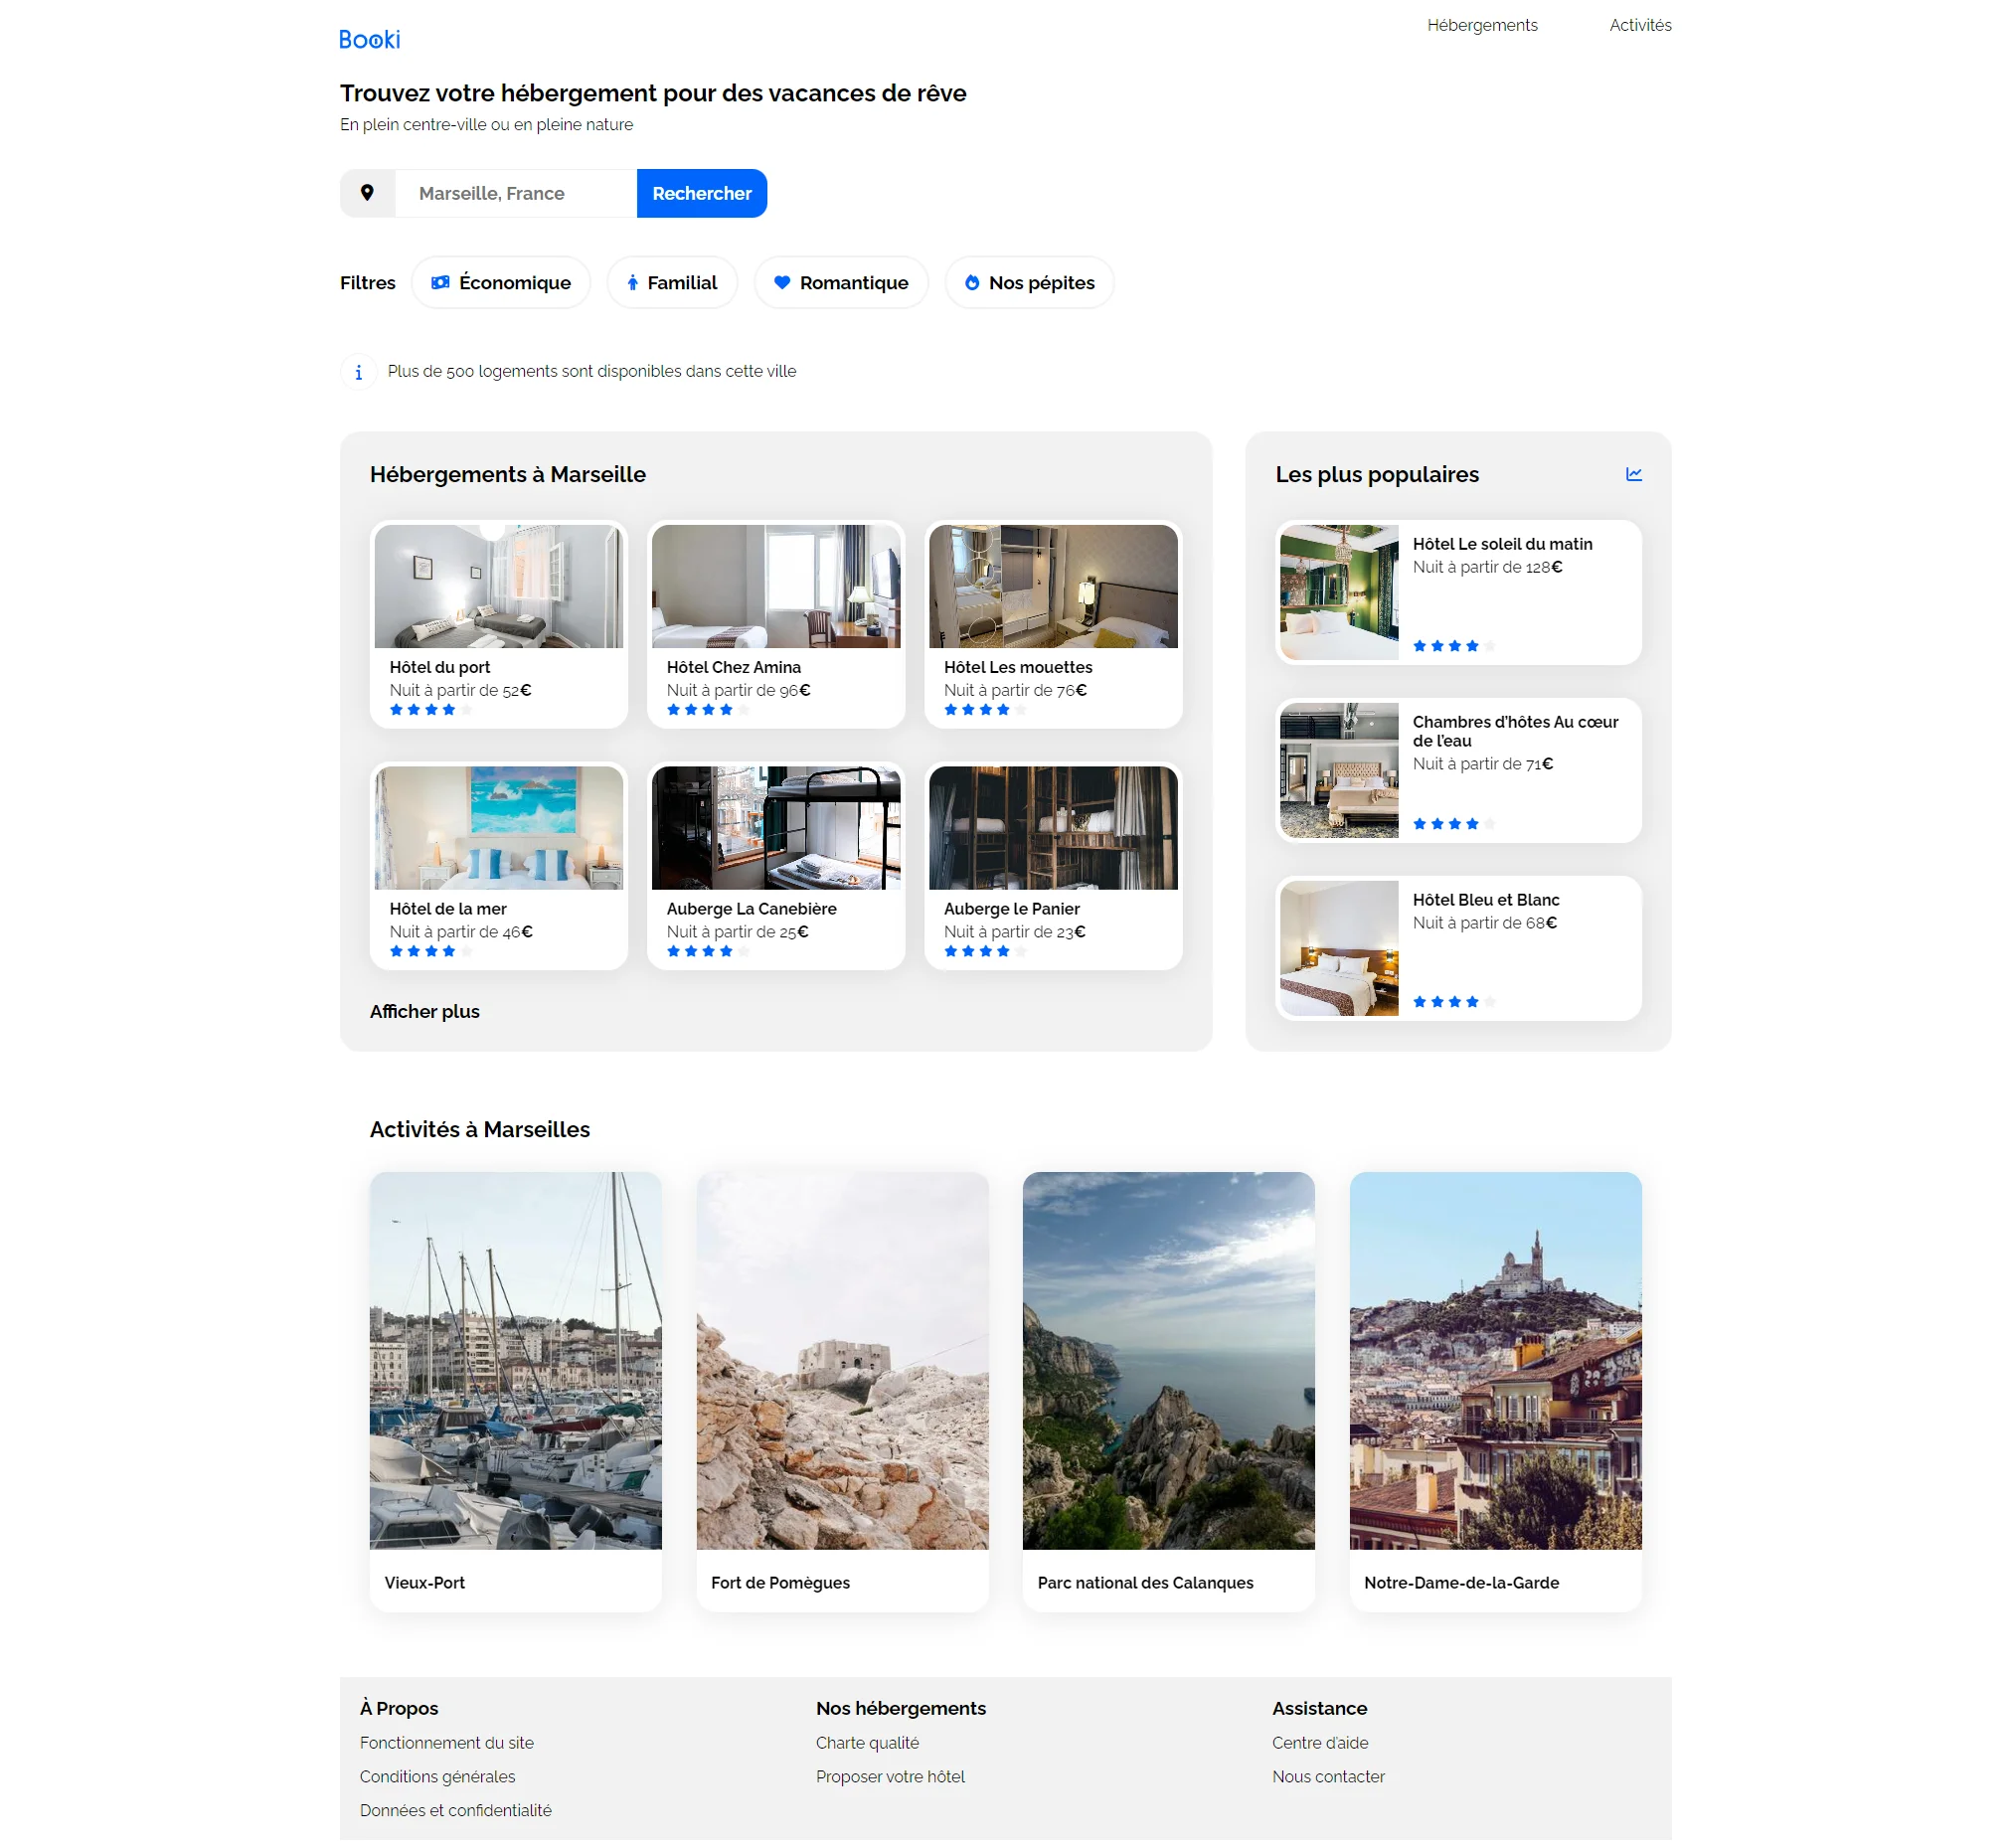 Booki
Hébergements
Activités
Trouvez votre hébergement pour des vacances de rêve
En plein centre-ville ou en pleine nature
Marseille, France
Rechercher
Filtres
Économique
Familial
Romantique
Nos pépites
Plus de 500 logements sont disponibles dans cette ville
Hébergements à Marseille
Hôtel du port
Nuit à partir de 52€
Hôtel Chez Amina
Nuit à partir de 96€
Hôtel Les mouettes
Nuit à partir de 76€
Hôtel de la mer
Nuit à partir de 46€
Auberge La Canebière
Nuit à partir de 25€
Auberge le Panier
Nuit à partir de 23€
Afficher plus
Les plus populaires
Hôtel Le soleil du matin
Nuit à partir de 128€
Chambres d'hôtes Au cœur
de l'eau
Nuit à partir de 71€
Hôtel Bleu et Blanc
Nuit à partir de 68€
Activités à Marseilles
Vieux-Port
Fort de Pomègues
Parc national des Calanques
Notre-Dame-de-la-Garde
À Propos
Fonctionnement du site
Conditions générales
Données et confidentialité
Nos hébergements
Charte qualité
Proposer votre hôtel
Assistance
Centre d'aide
Nous contacter